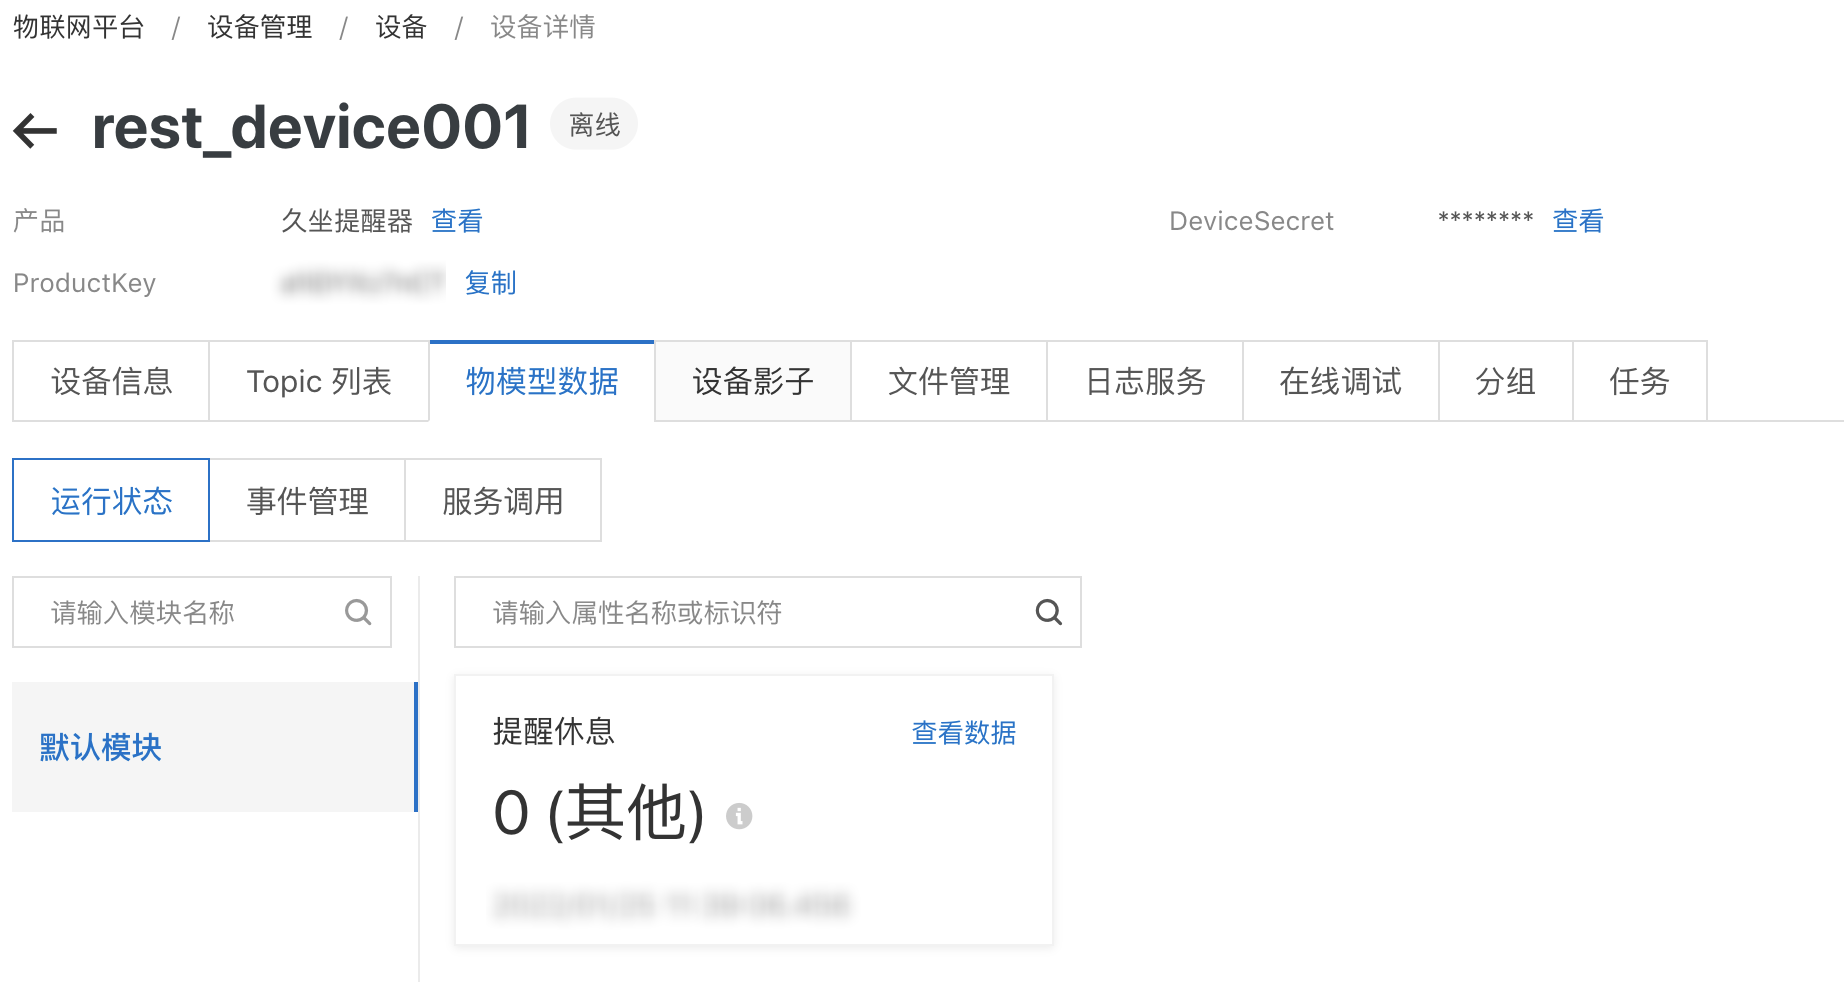 物联网平台 / 设备管理 / 设备 / 设备详情
rest_device001 离线
产品 久坐提醒器 查看 DeviceSecret ******** 查看
ProductKey 复制
设备信息 Topic 列表 物模型数据 设备影子 文件管理 日志服务 在线调试 分组 任务
运行状态 事件管理 服务调用
请输入模块名称 请输入属性名称或标识符
默认模块
提醒休息 查看数据
0 (其他)